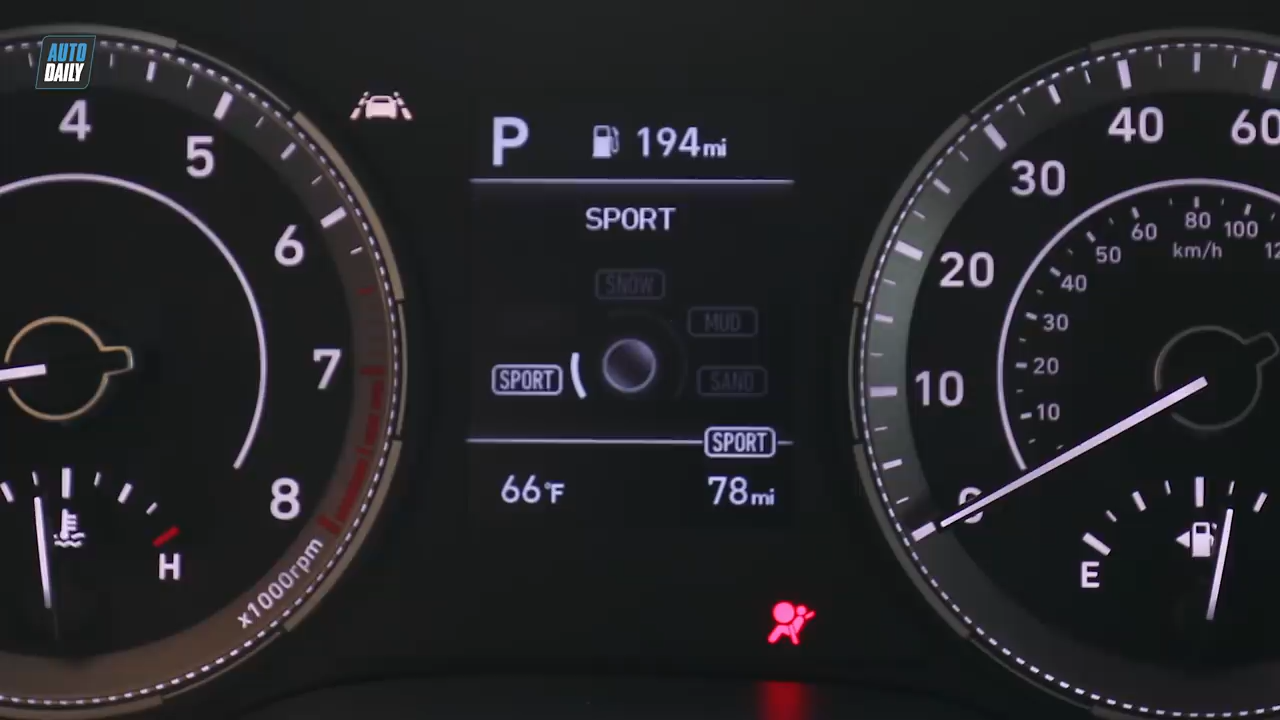 AUTO
DAILY
4
5
6
7
8
x1000rpm
H
P
194mi
SPORT
SNOW
MUD
SPORT
SAND
SPORT
66°F
78mi
0
10
20
30
40
60
10
20
30
40
50
60
80
100
km/h
E